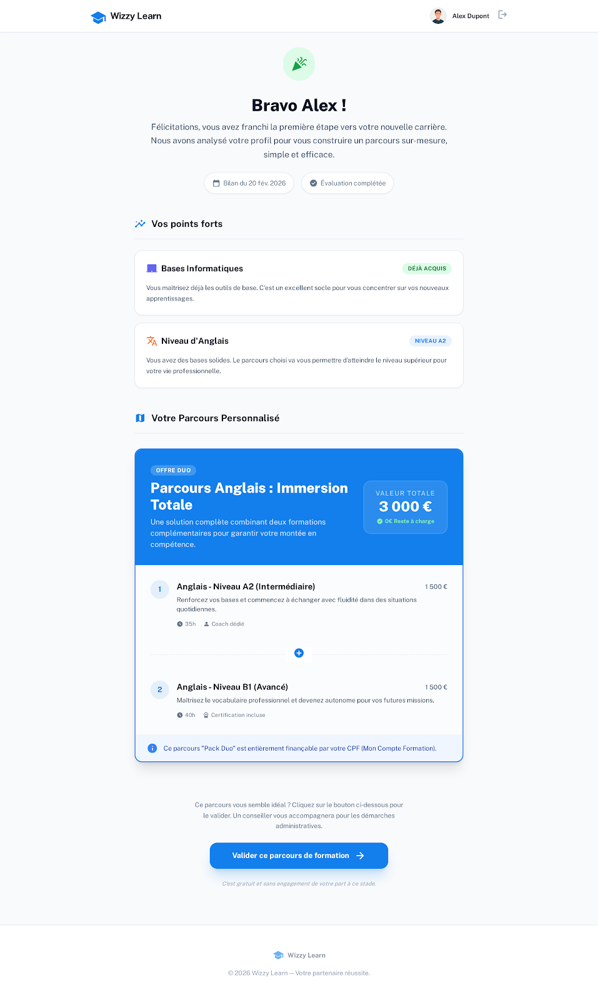 Wizzy Learn
Alex Dupont
Bravo Alex !
Félicitations, vous avez franchi la première étape vers votre nouvelle carrière.
Nous avons analysé votre profil pour vous construire un parcours sur-mesure,
simple et efficace.
Bilan du 20 fév. 2026
Évaluation complétée
Vos points forts
Bases Informatiques
DÉJÀ ACQUIS
Vous maîtrisez déjà les outils de base. C'est un excellent socle pour vous concentrer sur vos nouveaux
apprentissages.
Niveau d'Anglais
NIVEAU A2
Vous avez des bases solides. Le parcours choisi va vous permettre d'atteindre le niveau supérieur pour
votre vie professionnelle.
Votre Parcours Personnalisé
OFFRE DUO
Parcours Anglais : Immersion
Totale
Une solution complète combinant deux formations
complémentaires pour garantir votre montée en
compétence.
VALEUR TOTALE
3 000 €
0€ Reste à charge
1
Anglais - Niveau A2 (Intermédiaire)
1 500 €
Renforcez vos bases et commencez à échanger avec fluidité dans des situations
quotidiennes.
35h
Coach dédié
2
Anglais - Niveau B1 (Avancé)
1 500 €
Maîtrisez le vocabulaire professionnel et devenez autonome pour vos futures missions.
40h
Certification incluse
Ce parcours "Pack Duo" est entièrement finançable par votre CPF (Mon Compte Formation).
Ce parcours vous semble idéal ? Cliquez sur le bouton ci-dessous pour
le valider. Un conseiller vous accompagnera pour les démarches
administratives.
Valider ce parcours de formation
C'est gratuit et sans engagement de votre part à ce stade.
Wizzy Learn
© 2026 Wizzy Learn — Votre partenaire réussite.